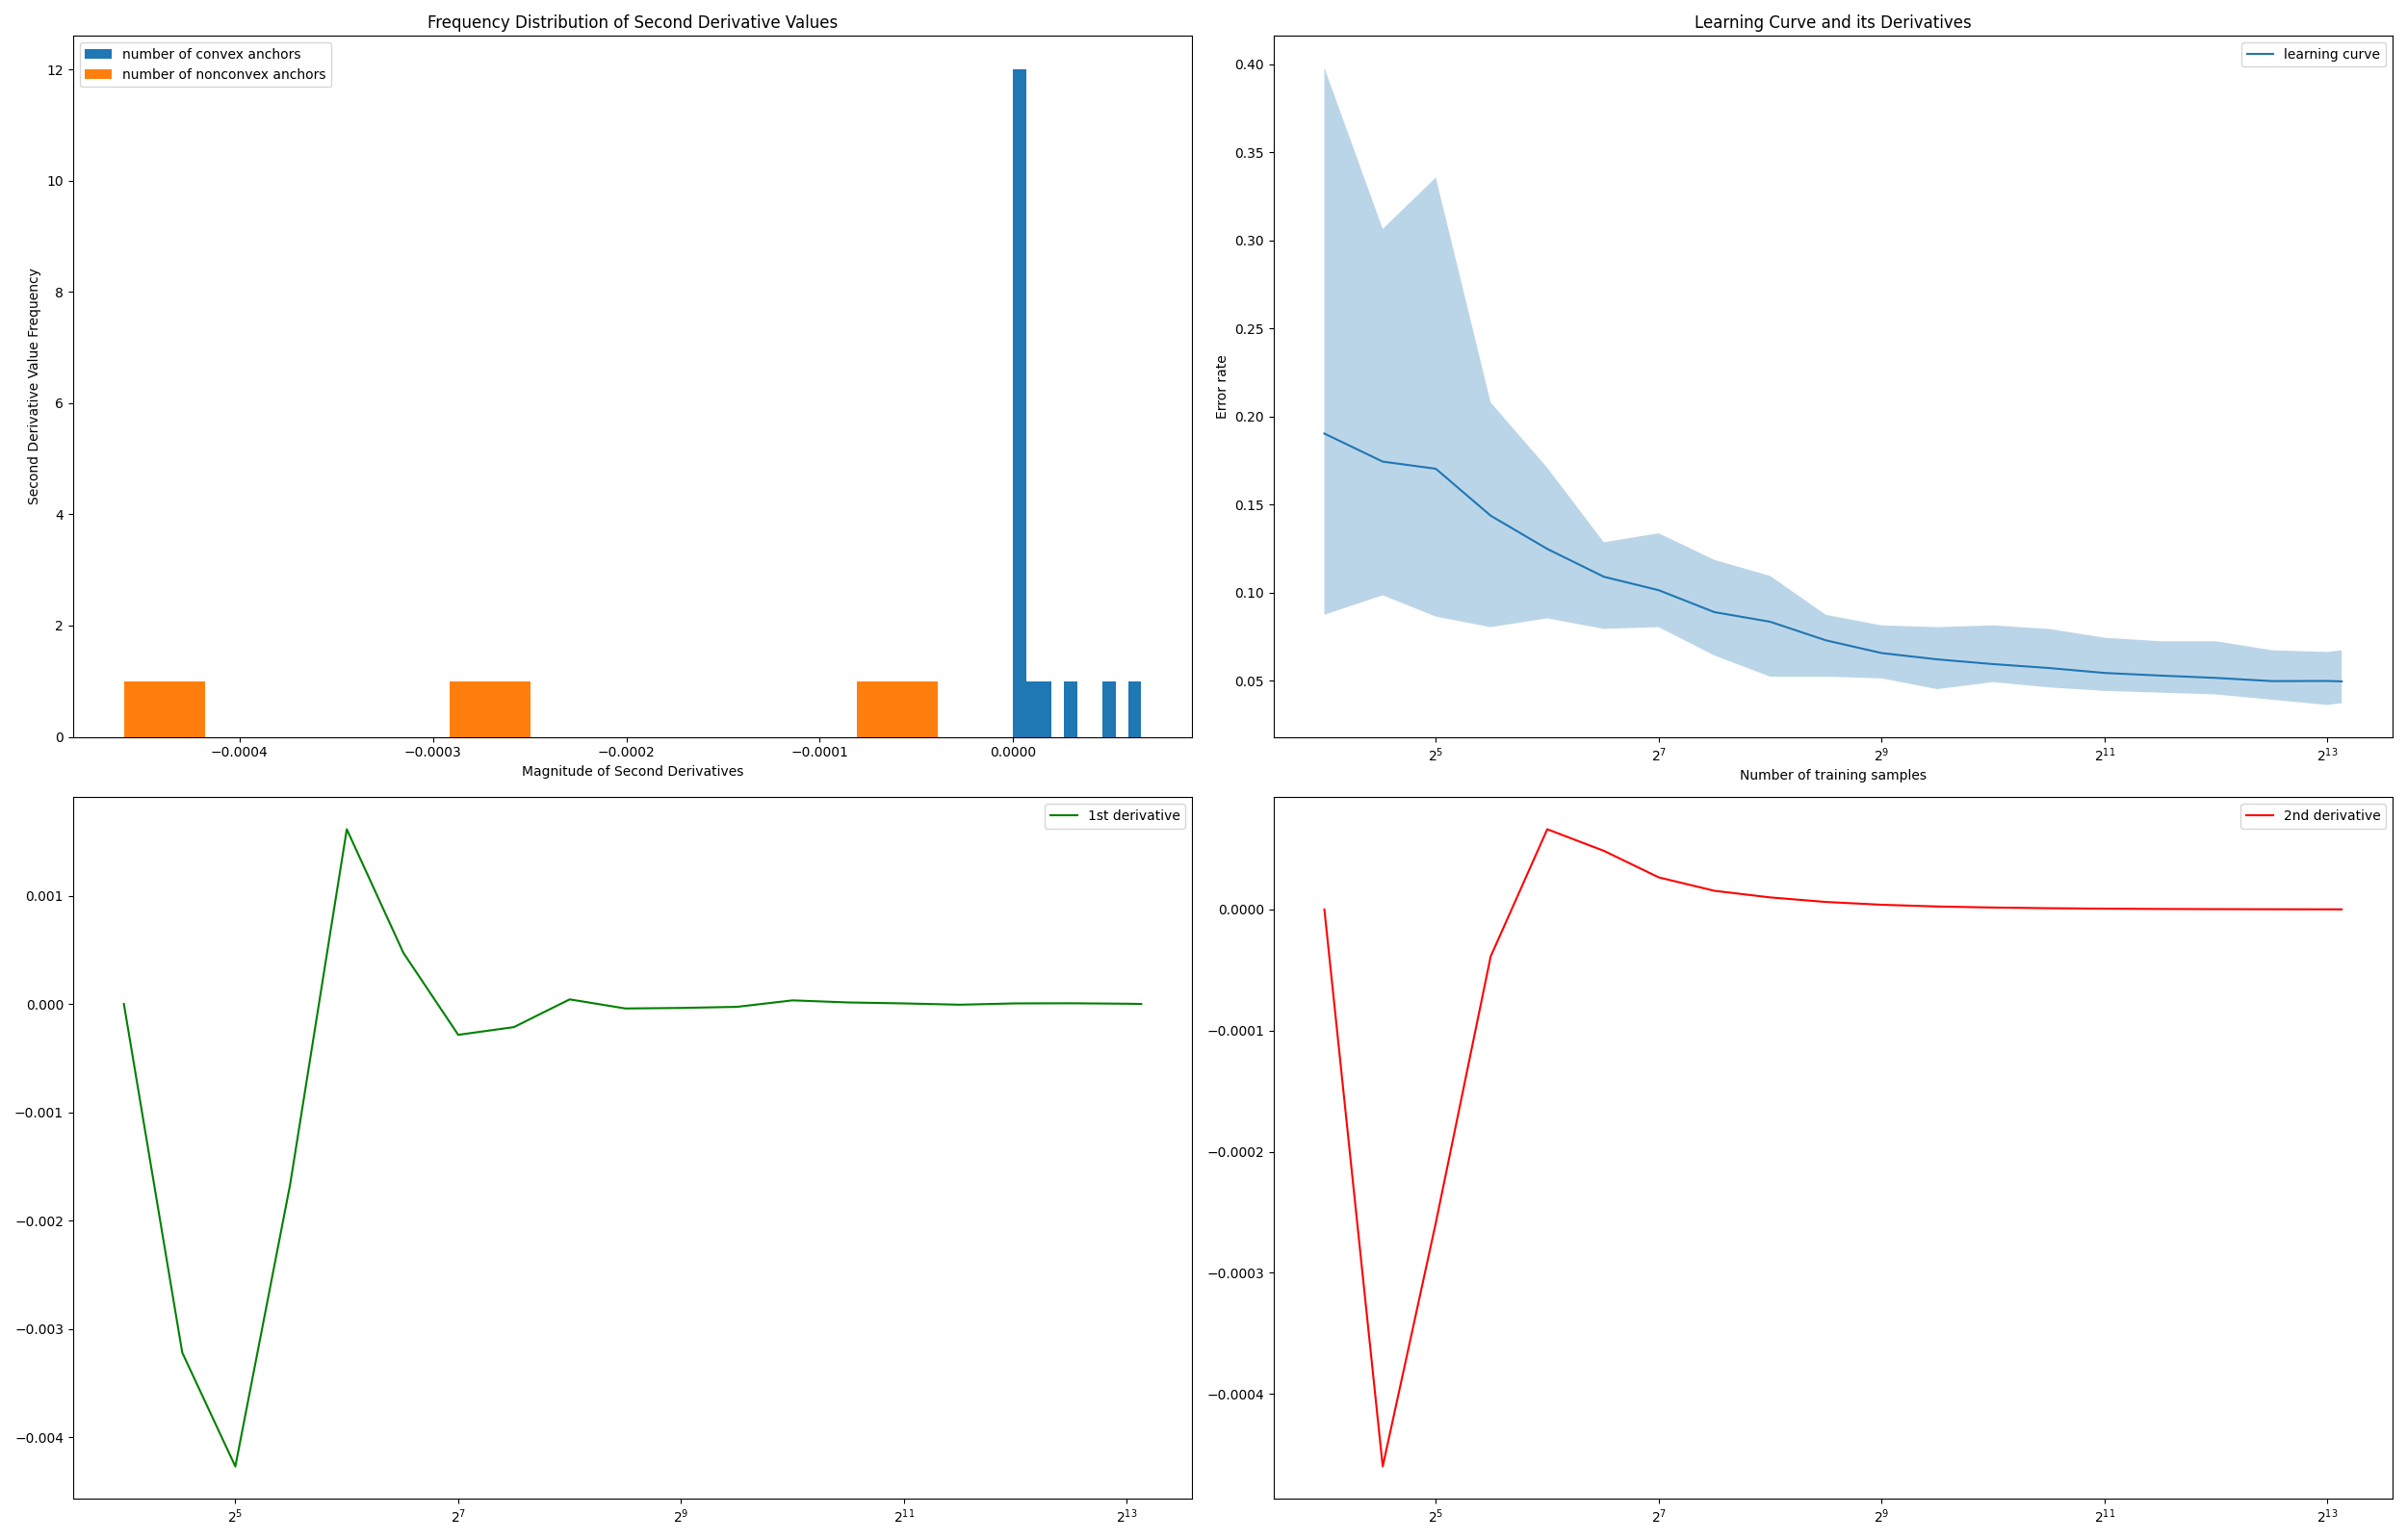 Frequency Distribution of Second Derivative Values
number of convex anchors
number of nonconvex anchors
12
10
8
6
4
2
0
Second Derivative Value Frequency
−0.0004 −0.0003 −0.0002 −0.0001 0.0000
Magnitude of Second Derivatives
Learning Curve and its Derivatives
learning curve
0.40
0.35
0.30
0.25
0.20
0.15
0.10
0.05
Error rate
2^5 2^7 2^9 2^11 2^13
Number of training samples
1st derivative
0.001
0.000
−0.001
−0.002
−0.003
−0.004
2^5 2^7 2^9 2^11 2^13
2nd derivative
0.0000
−0.0001
−0.0002
−0.0003
−0.0004
2^5 2^7 2^9 2^11 2^13